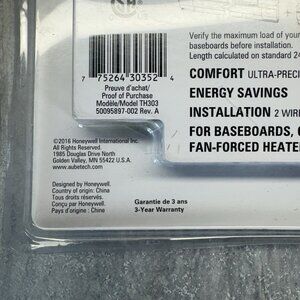 SA
Verify the maximum load of your
baseboards before installation.
Length calculated on standard 24
7 75264 30352 4
Preuve d'achat/
Proof of Purchase
Modèle/Model TH303
50095897-002 Rev. A
COMFORT ULTRA-PREC
ENERGY SAVINGS
INSTALLATION 2 WIR
FOR BASEBOARDS,
FAN-FORCED HEATE
©2016 Honeywell International Inc.
All Rights Reserved.
1985 Douglas Drive North
Golden Valley, MN 55422 U.S.A.
www.aubetech.com
Designed by Honeywell.
Country of origin: China
Tous droits réservés.
Conçu par Honeywell.
Pays d'origine : Chine
Garantie de 3 ans
3-Year Warranty